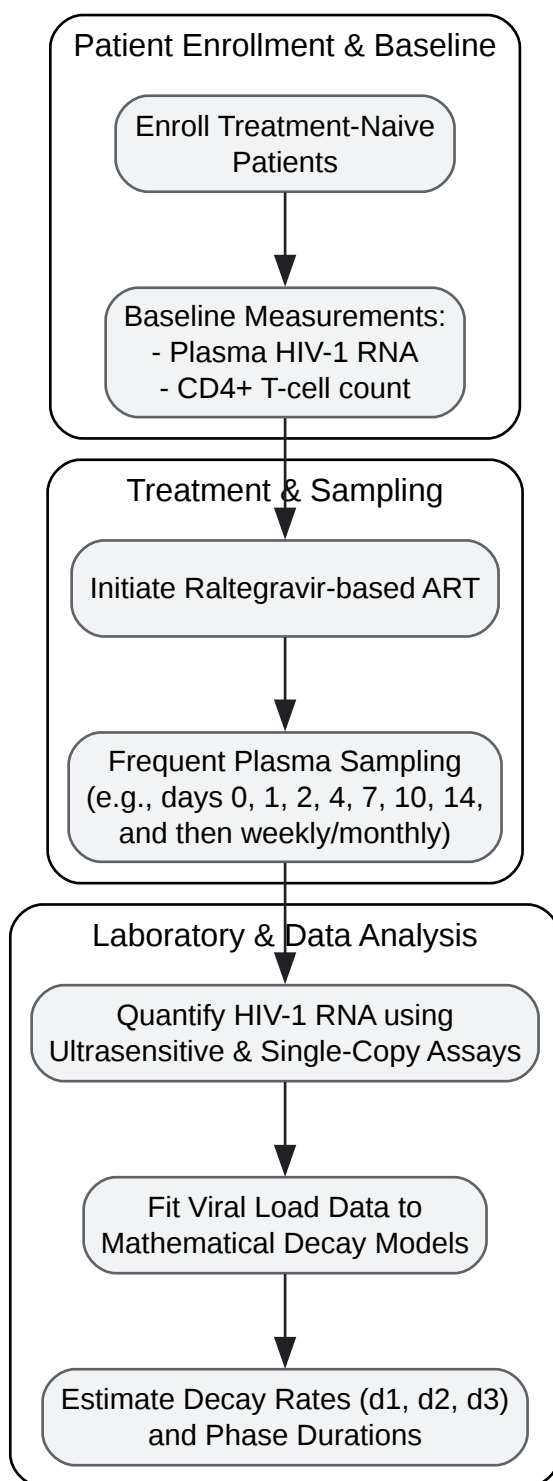 Patient Enrollment & Baseline
Enroll Treatment-Naive
Patients
Baseline Measurements:
- Plasma HIV-1 RNA
- CD4+ T-cell count
Treatment & Sampling
Initiate Raltegravir-based ART
Frequent Plasma Sampling
(e.g., days 0, 1, 2, 4, 7, 10, 14,
and then weekly/monthly)
Laboratory & Data Analysis
Quantify HIV-1 RNA using
Ultrasensitive & Single-Copy Assays
Fit Viral Load Data to
Mathematical Decay Models
Estimate Decay Rates (d1, d2, d3)
and Phase Durations